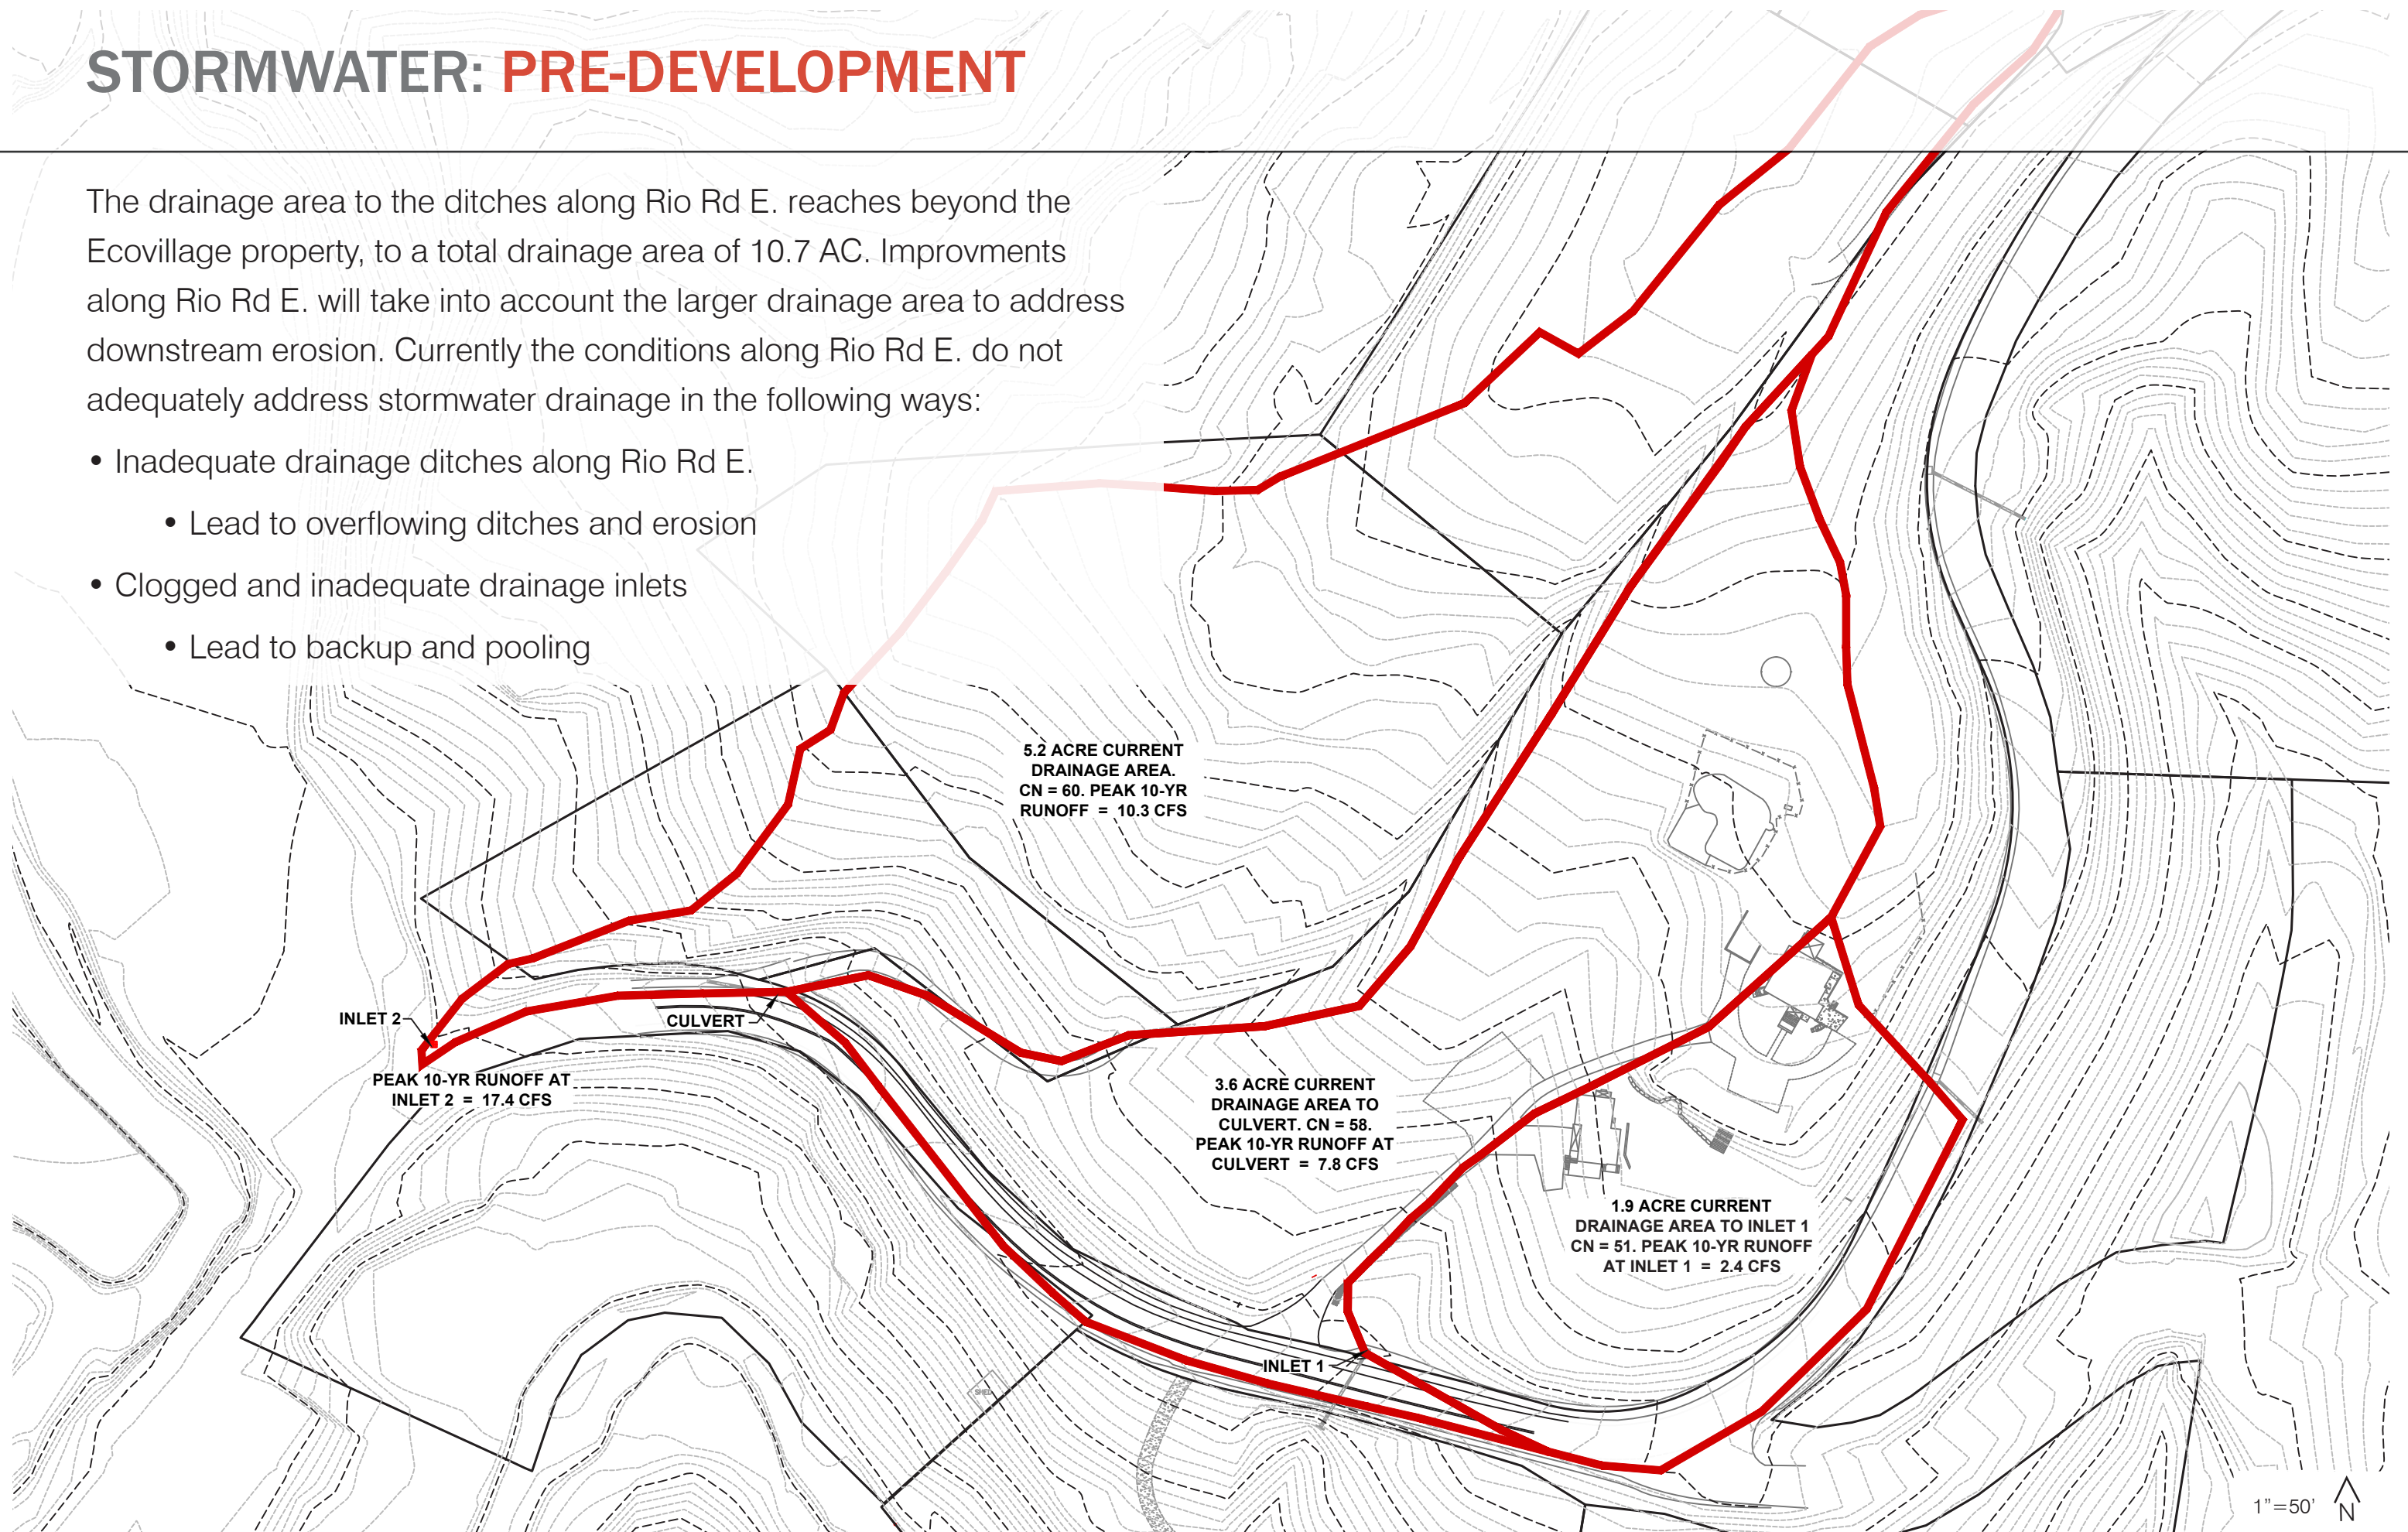 STORMWATER: PRE-DEVELOPMENT
The drainage area to the ditches along Rio Rd E. reaches beyond the
Ecovillage property, to a total drainage area of 10.7 AC. Improvments
along Rio Rd E. will take into account the larger drainage area to address
downstream erosion. Currently the conditions along Rio Rd E. do not
adequately address stormwater drainage in the following ways:
• Inadequate drainage ditches along Rio Rd E.
• Lead to overflowing ditches and erosion
• Clogged and inadequate drainage inlets
• Lead to backup and pooling
5.2 ACRE CURRENT
DRAINAGE AREA.
CN = 60. PEAK 10-YR
RUNOFF = 10.3 CFS
INLET 2
CULVERT
PEAK 10-YR RUNOFF AT
INLET 2 = 17.4 CFS
3.6 ACRE CURRENT
DRAINAGE AREA TO
CULVERT. CN = 58.
PEAK 10-YR RUNOFF AT
CULVERT = 7.8 CFS
1.9 ACRE CURRENT
DRAINAGE AREA TO INLET 1
CN = 51. PEAK 10-YR RUNOFF
AT INLET 1 = 2.4 CFS
INLET 1
1"=50'
N